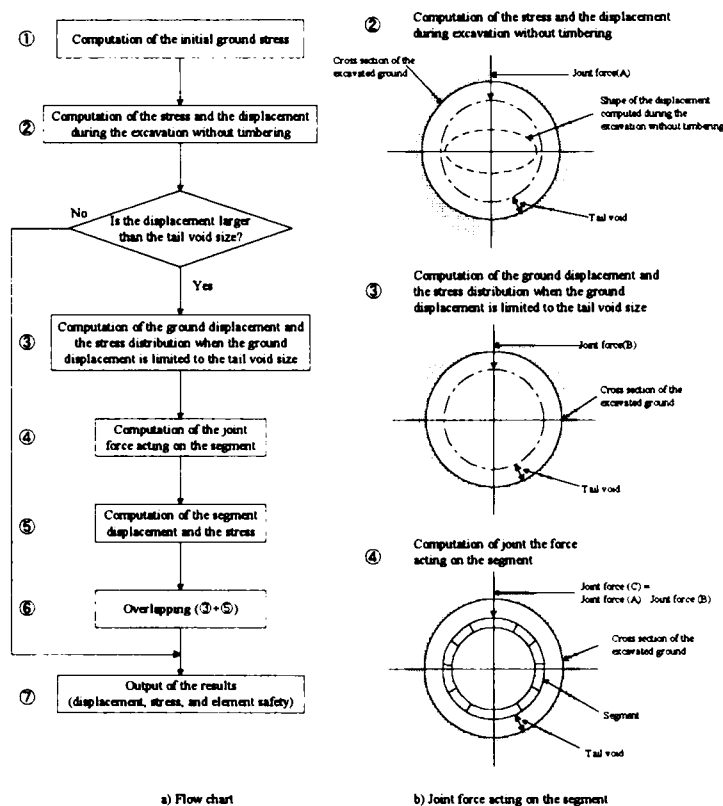 ① Computation of the initial ground stress
② Computation of the stress and the displacement
during the excavation without timbering
No
Is the displacement larger
than the tail void size?
Yes
③ Computation of the ground displacement and
the stress distribution when the ground
displacement is limited to the tail void size
④ Computation of the joint
force acting on the segment
⑤ Computation of the segment
displacement and the stress
⑥ Overlapping (③+⑤)
⑦ Output of the results
(displacement, stress, and element safety)
a) Flow chart
② Computation of the stress and the displacement
during excavation without timbering
Cross section of the
excavated ground
Joint force(A)
Shape of the displacement
computed during the
excavation without timbering
Tail void
③ Computation of the ground displacement and
the stress distribution when the ground
displacement is limited to the tail void size
Joint force(B)
Cross section of the
excavated ground
Tail void
④ Computation of joint the force
acting on the segment
Joint force (C) =
Joint force (A) Joint force (B)
Cross section of the
excavated ground
Segment
Tail void
b) Joint force acting on the segment